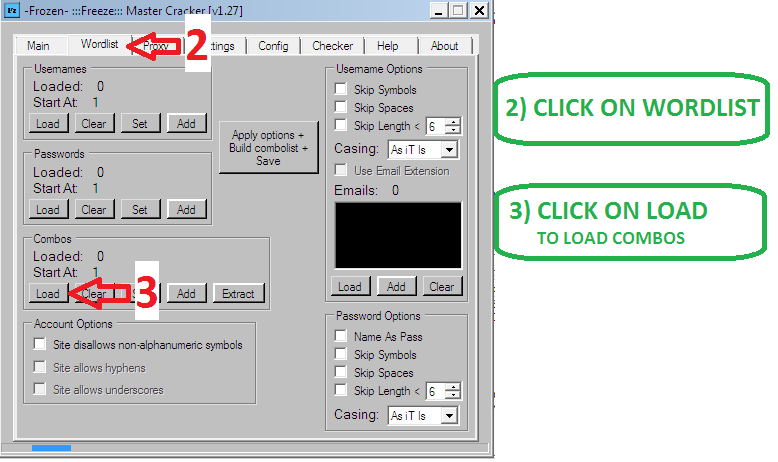 -Frozen- :::Freeze::: Master Cracker [v1.27]
Main Wordlist Proxy ttings Config Checker Help About
2
2) CLICK ON WORDLIST
3) CLICK ON LOAD
TO LOAD COMBOS
Usernames
Loaded: 0
Start At: 1
Load Clear Set Add
Passwords
Loaded: 0
Start At: 1
Load Clear Set Add
Combos
Loaded: 0
Start At: 1
Load Clear Add Extract
3
Account Options
Site disallows non-alphanumeric symbols
Site allows hyphens
Site allows underscores
Apply options +
Build combolist +
Save
Username Options
Skip Symbols
Skip Spaces
Skip Length < 6
Casing: As iT Is
Use Email Extension
Emails: 0
Load Add Clear
Password Options
Name As Pass
Skip Symbols
Skip Spaces
Skip Length < 6
Casing: As iT Is